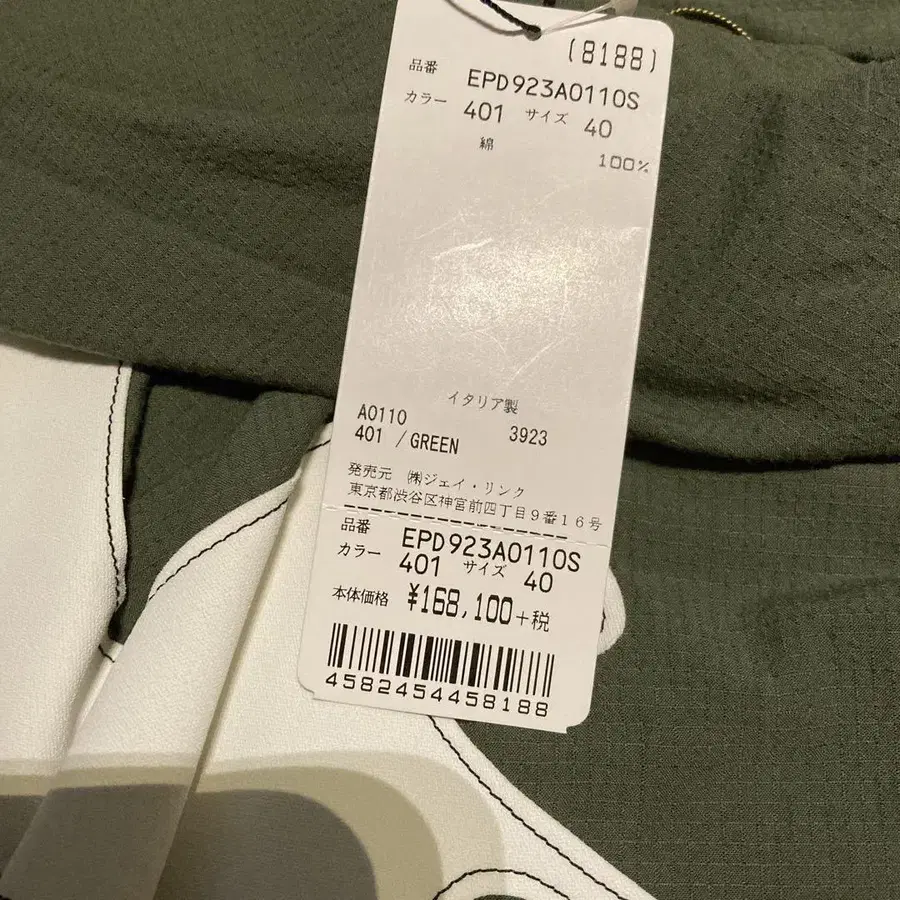 (8188)
品番 EPD923A0110S
カラー 401 サイズ 40
綿 100%
イタリア製
A0110 3923
401 / GREEN
発売元 ㈱ジェイ・リンク
東京都渋谷区神宮前四丁目9番16号
品番 EPD923A0110S
カラー 401 サイズ 40
本体価格 ¥168,100+税
4582454458188